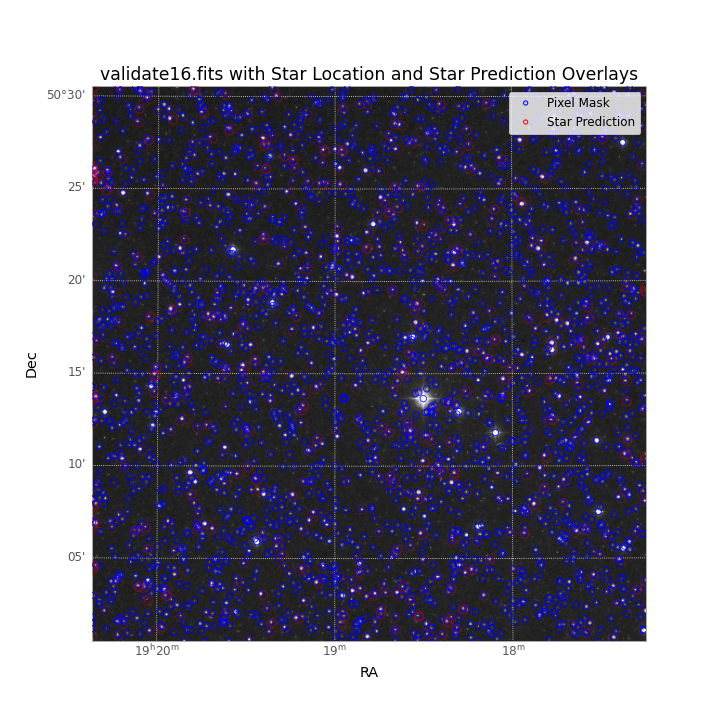 validate16.fits with Star Location and Star Prediction Overlays
Pixel Mask
Star Prediction
50°30'
25'
20'
15'
10'
05'
Dec
19ʰ20ᵐ
19ᵐ
18ᵐ
RA